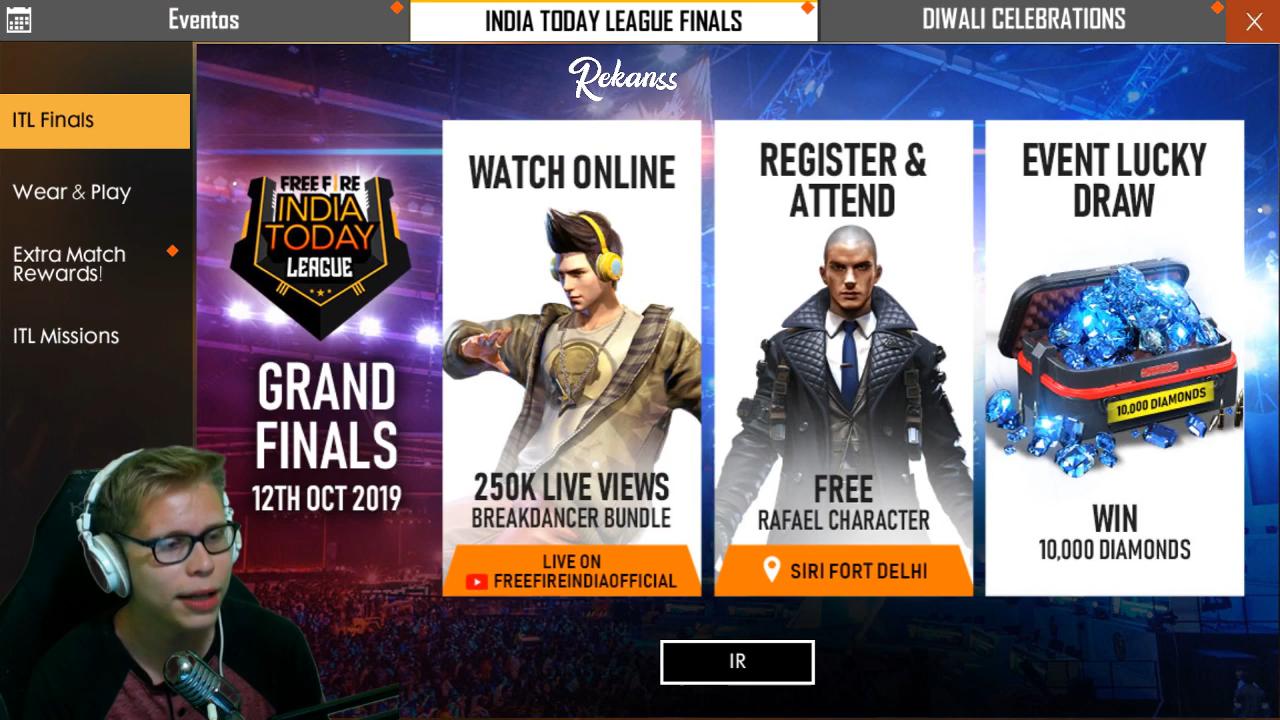 Eventos
INDIA TODAY LEAGUE FINALS
DIWALI CELEBRATIONS
Rekanss
ITL Finals
Wear & Play
Extra Match
Rewards!
ITL Missions
FREE FIRE
INDIA
TODAY
LEAGUE
GRAND
FINALS
12TH OCT 2019
WATCH ONLINE
250K LIVE VIEWS
BREAKDANCER BUNDLE
LIVE ON
FREEFIREINDIAOFFICIAL
REGISTER &
ATTEND
FREE
RAFAEL CHARACTER
SIRI FORT DELHI
EVENT LUCKY
DRAW
10,000 DIAMONDS
WIN
10,000 DIAMONDS
IR